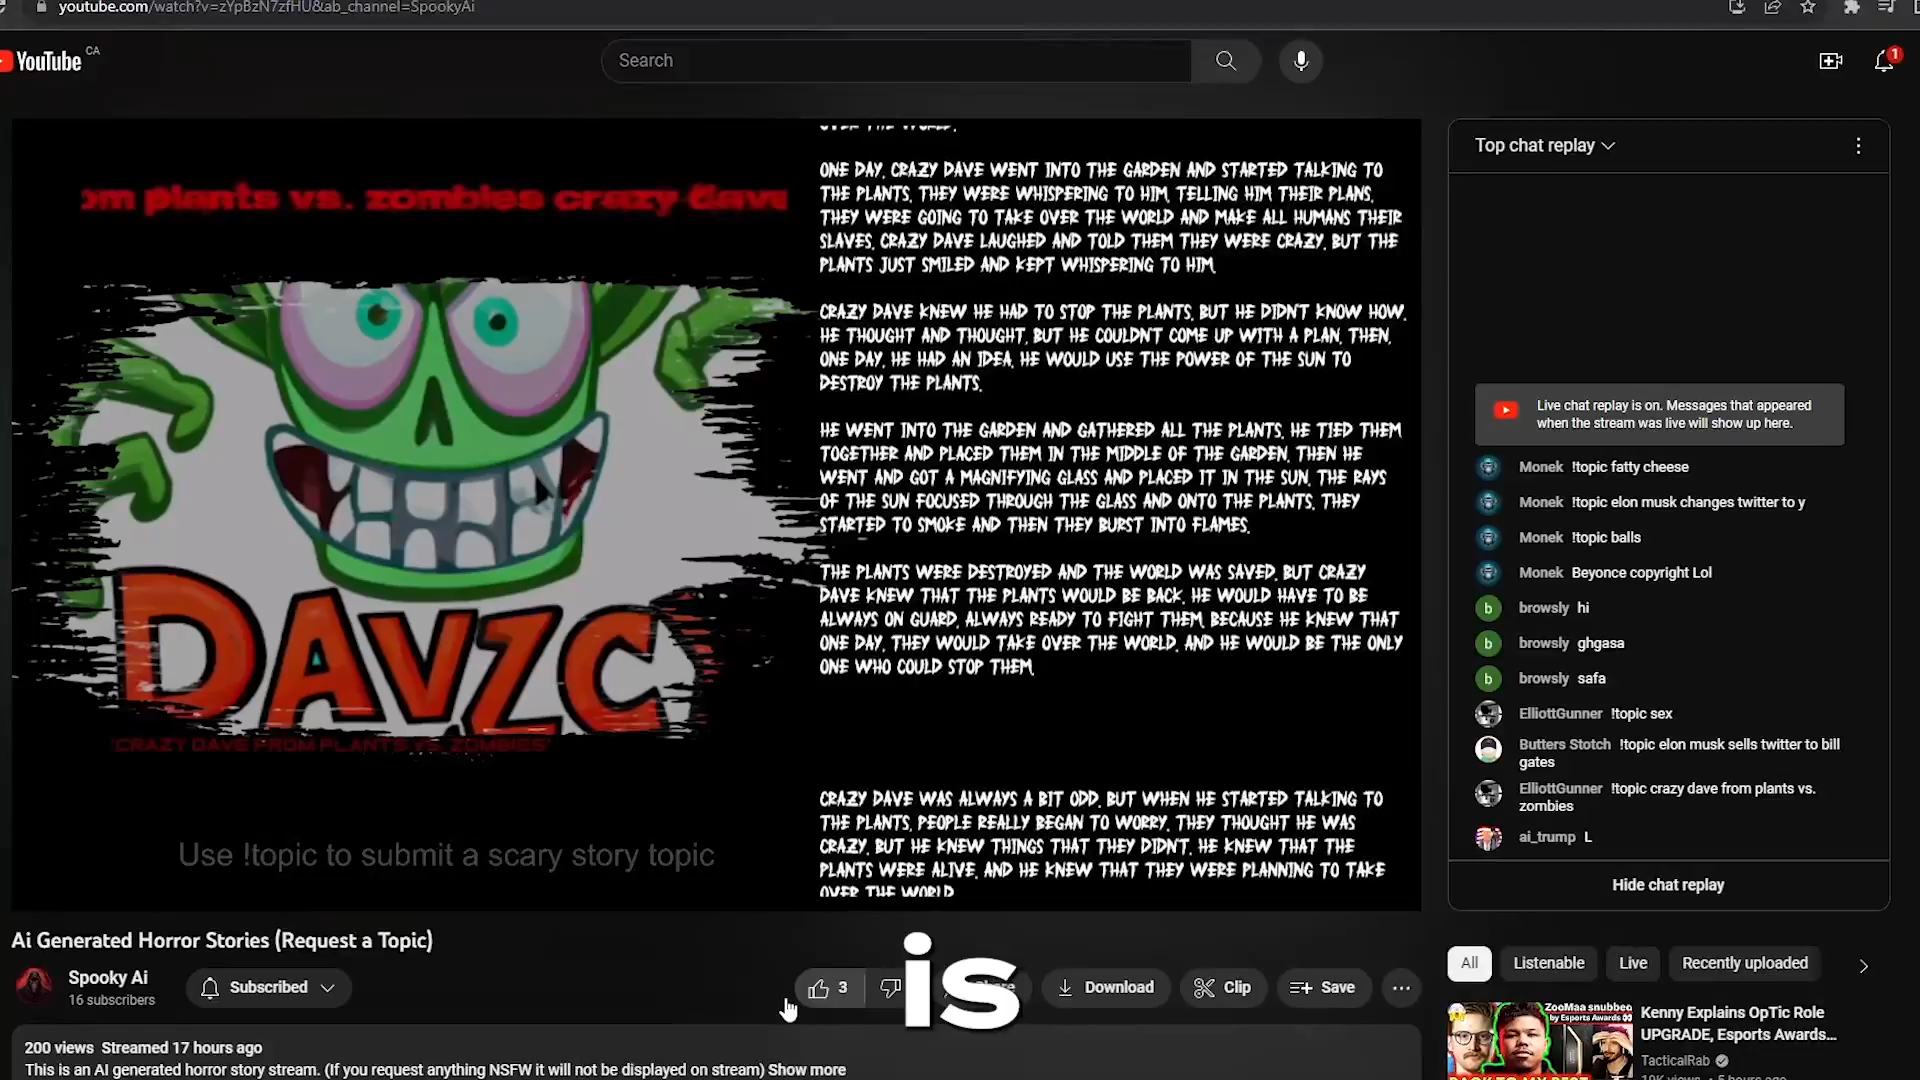 youtube.com/watch?v=zYpBzN7zfHU&ab_channel=SpookyAi
YouTube CA
Search
1
om plants vs. zombies crazy dave
DAVZC
"CRAZY DAVE FROM PLANTS VS. ZOMBIES"
Use !topic to submit a scary story topic
OVER THE WORLD.
ONE DAY, CRAZY DAVE WENT INTO THE GARDEN AND STARTED TALKING TO
THE PLANTS. THEY WERE WHISPERING TO HIM, TELLING HIM THEIR PLANS.
THEY WERE GOING TO TAKE OVER THE WORLD AND MAKE ALL HUMANS THEIR
SLAVES. CRAZY DAVE LAUGHED AND TOLD THEM THEY WERE CRAZY, BUT THE
PLANTS JUST SMILED AND KEPT WHISPERING TO HIM.
CRAZY DAVE KNEW HE HAD TO STOP THE PLANTS, BUT HE DIDN'T KNOW HOW.
HE THOUGHT AND THOUGHT, BUT HE COULDN'T COME UP WITH A PLAN. THEN,
ONE DAY, HE HAD AN IDEA. HE WOULD USE THE POWER OF THE SUN TO
DESTROY THE PLANTS.
HE WENT INTO THE GARDEN AND GATHERED ALL THE PLANTS. HE TIED THEM
TOGETHER AND PLACED THEM IN THE MIDDLE OF THE GARDEN. THEN HE
WENT AND GOT A MAGNIFYING GLASS AND PLACED IT IN THE SUN. THE RAYS
OF THE SUN FOCUSED THROUGH THE GLASS AND ONTO THE PLANTS. THEY
STARTED TO SMOKE AND THEN THEY BURST INTO FLAMES.
THE PLANTS WERE DESTROYED AND THE WORLD WAS SAVED. BUT CRAZY
DAVE KNEW THAT THE PLANTS WOULD BE BACK. HE WOULD HAVE TO BE
ALWAYS ON GUARD, ALWAYS READY TO FIGHT THEM. BECAUSE HE KNEW THAT
ONE DAY, THEY WOULD TAKE OVER THE WORLD. AND HE WOULD BE THE ONLY
ONE WHO COULD STOP THEM.
CRAZY DAVE WAS ALWAYS A BIT ODD. BUT WHEN HE STARTED TALKING TO
THE PLANTS, PEOPLE REALLY BEGAN TO WORRY. THEY THOUGHT HE WAS
CRAZY. BUT HE KNEW THINGS THAT THEY DIDN'T. HE KNEW THAT THE
PLANTS WERE ALIVE, AND HE KNEW THAT THEY WERE PLANNING TO TAKE
OVER THE WORLD
Top chat replay
Live chat replay is on. Messages that appeared
when the stream was live will show up here.
Monek !topic fatty cheese
Monek !topic elon musk changes twitter to y
Monek !topic balls
Monek Beyonce copyright Lol
b browsly hi
b browsly ghgasa
b browsly safa
ElliottGunner !topic sex
Butters Stotch !topic elon musk sells twitter to bill
gates
ElliottGunner !topic crazy dave from plants vs.
zombies
ai_trump L
Hide chat replay
Ai Generated Horror Stories (Request a Topic)
Spooky Ai
16 subscribers
Subscribed
3
is
Download
Clip
Save
200 views Streamed 17 hours ago
This is an AI generated horror story stream. (If you request anything NSFW it will not be displayed on stream) Show more
All
Listenable
Live
Recently uploaded
ZooMaa snubbed
by Esports Awards
Kenny Explains OpTic Role
UPGRADE, Esports Awards...
TacticalRab